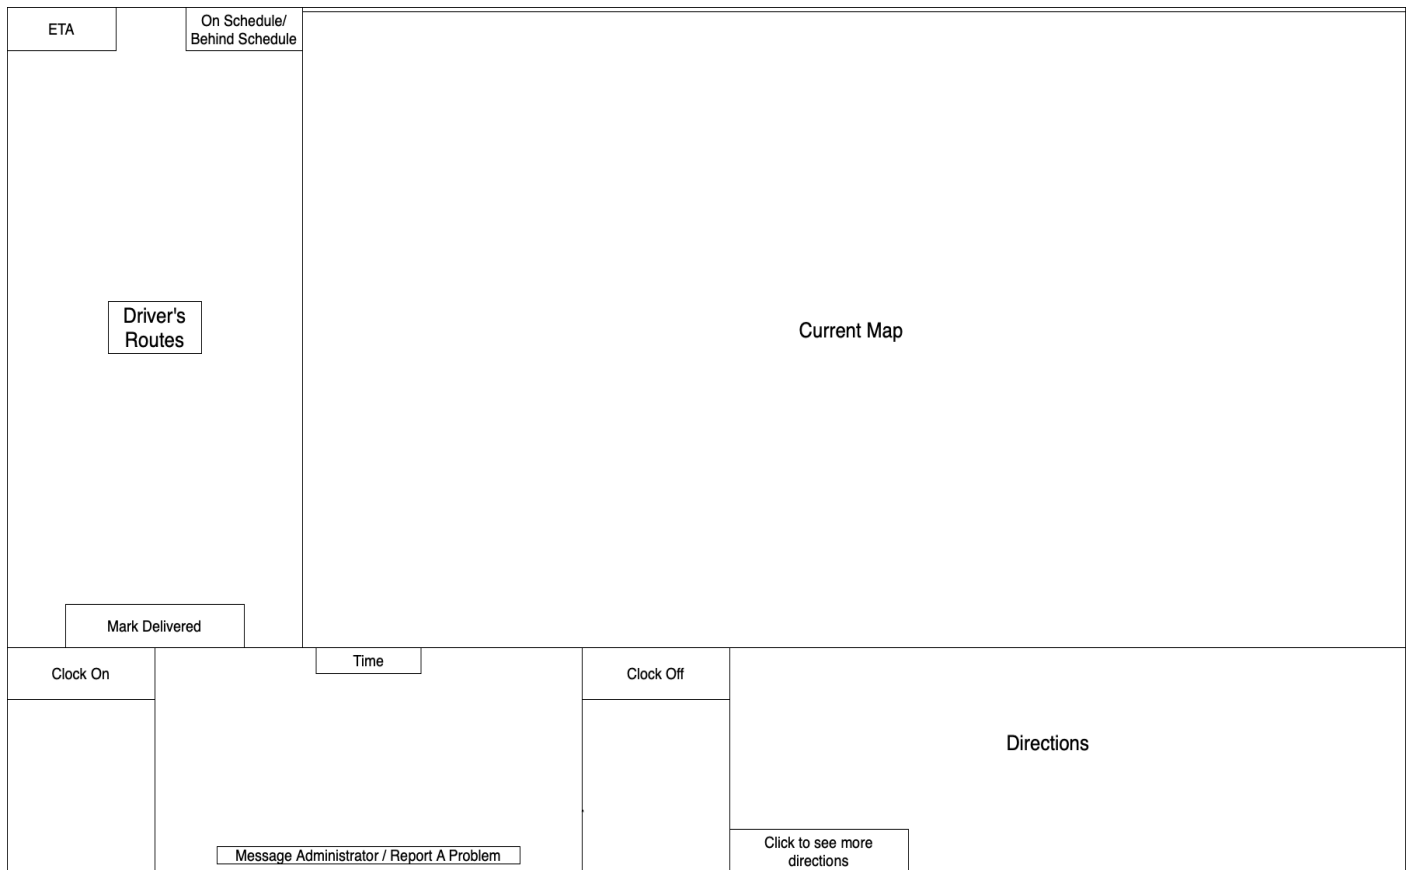 ETA
On Schedule/
Behind Schedule
Driver's
Routes
Current Map
Mark Delivered
Clock On
Time
Clock Off
Directions
Message Administrator / Report A Problem
Click to see more
directions